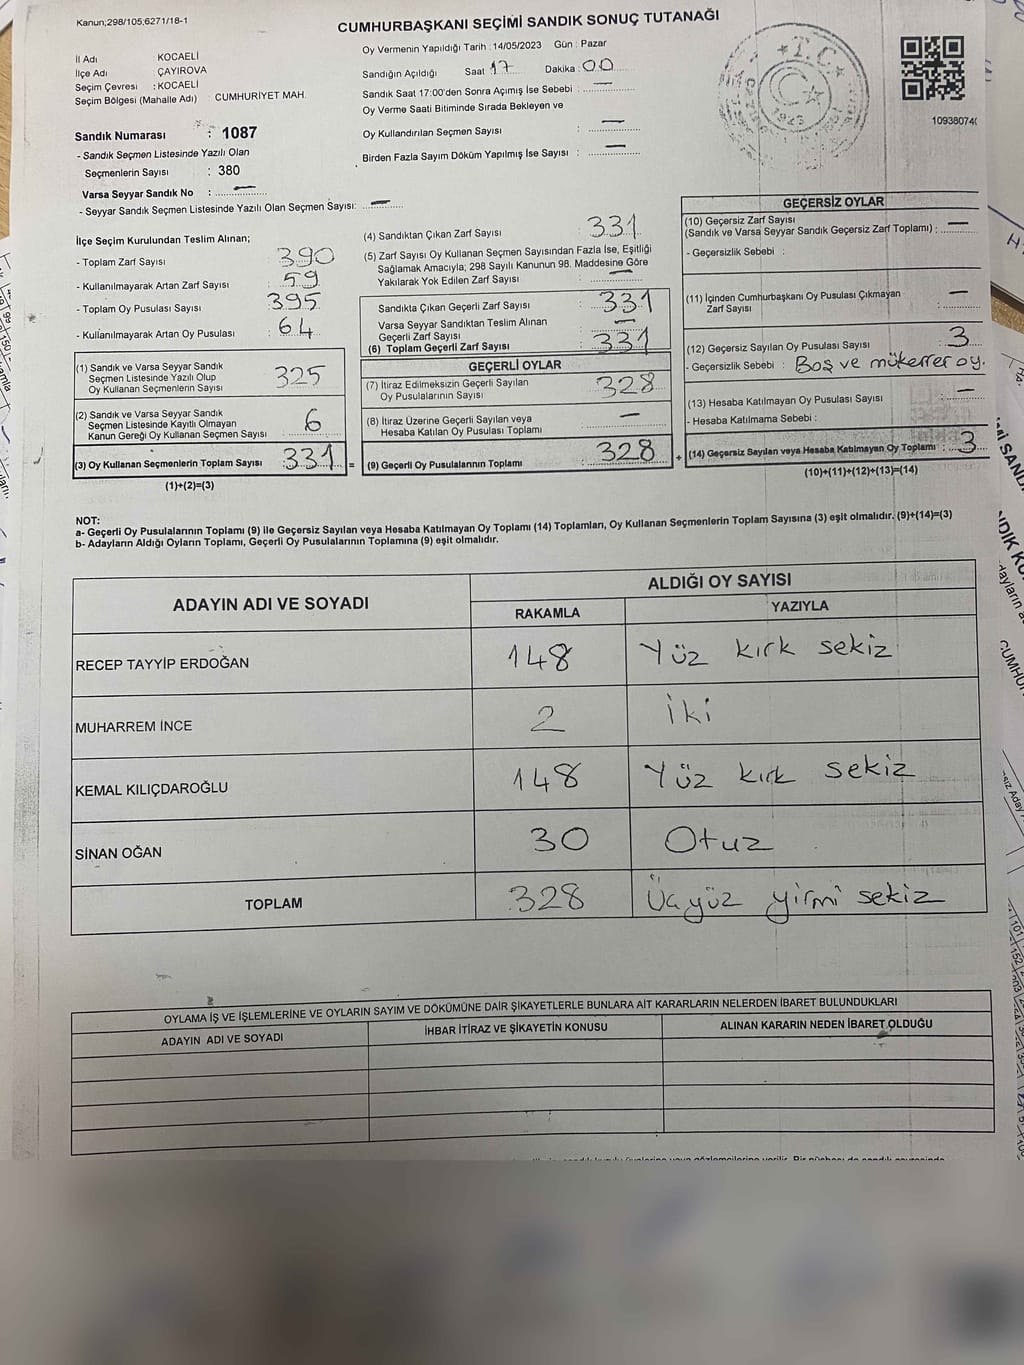 Kanun;298/105,6271/18-1
CUMHURBAŞKANI SEÇİMİ SANDIK SONUÇ TUTANAĞI
İl Adı KOCAELİ
İlçe Adı ÇAYIROVA
Seçim Çevresi : KOCAELİ
Seçim Bölgesi (Mahalle Adı) : CUMHURİYET MAH.
Sandık Numarası : 1087
- Sandık Seçmen Listesinde Yazılı Olan
Seçmenlerin Sayısı : 380
Varsa Seyyar Sandık No : —
- Seyyar Sandık Seçmen Listesinde Yazılı Olan Seçmen Sayısı: —
Oy Vermenin Yapıldığı Tarih : 14/05/2023 Gün : Pazar
Sandığın Açıldığı Saat 17 Dakika : 00
Sandık Saat 17:00'den Sonra Açımış İse Sebebi : —
Oy Verme Saati Bitiminde Sırada Bekleyen ve
Oy Kullandırılan Seçmen Sayısı : —
Birden Fazla Sayım Döküm Yapılmış İse Sayısı : —
T.C.
1923
10938074
İlçe Seçim Kurulundan Teslim Alınan;
- Toplam Zarf Sayısı : 390
- Kullanılmayarak Artan Zarf Sayısı : 59
- Toplam Oy Pusulası Sayısı : 395
- Kullanılmayarak Artan Oy Pusulası : 64
(1) Sandık ve Varsa Seyyar Sandık
Seçmen Listesinde Yazılı Olup
Oy Kullanan Seçmenlerin Sayısı : 325
(2) Sandık ve Varsa Seyyar Sandık
Seçmen Listesinde Kayıtlı Olmayan
Kanun Gereği Oy Kullanan Seçmen Sayısı : 6
(3) Oy Kullanan Seçmenlerin Toplam Sayısı : 331 =
(1)+(2)=(3)
(4) Sandıktan Çıkan Zarf Sayısı : 331
(5) Zarf Sayısı Oy Kullanan Seçmen Sayısından Fazla İse, Eşitliği
Sağlamak Amacıyla; 298 Sayılı Kanunun 98. Maddesine Göre
Yakılarak Yok Edilen Zarf Sayısı : —
Sandıkta Çıkan Geçerli Zarf Sayısı : 331
Varsa Seyyar Sandıktan Teslim Alınan
Geçerli Zarf Sayısı : —
(6) Toplam Geçerli Zarf Sayısı : 331
GEÇERLİ OYLAR
(7) İtiraz Edilmeksizin Geçerli Sayılan
Oy Pusulasının Sayısı : 328
(8) İtiraz Üzerine Geçerli Sayılan veya
Hesaba Katılan Oy Pusulası Toplamı : —
(9) Geçerli Oy Pusulalarının Toplamı : 328 +
GEÇERSİZ OYLAR
(10) Geçersiz Zarf Sayısı
(Sandık ve Varsa Seyyar Sandık Geçersiz Zarf Toplamı) : —
- Geçersizlik Sebebi :
(11) İçinden Cumhurbaşkanı Oy Pusulası Çıkmayan
Zarf Sayısı : —
(12) Geçersiz Sayılan Oy Pusulası Sayısı : 3
- Geçersizlik Sebebi : Boş ve mükerrer oy.
(13) Hesaba Katılmayan Oy Pusulası Sayısı : —
- Hesaba Katılmama Sebebi :
(14) Geçersiz Sayılan veya Hesaba Katılmayan Oy Toplamı : 3
(10)+(11)+(12)+(13)=(14)
NOT:
a- Geçerli Oy Pusulalarının Toplamı (9) ile Geçersiz Sayılan veya Hesaba Katılmayan Oy Toplamı (14) Toplamları, Oy Kullanan Seçmenlerin Toplam Sayısına (3) eşit olmalıdır. (9)+(14)=(3)
b- Adayların Aldığı Oyların Toplamı, Geçerli Oy Pusulalarının Toplamına (9) eşit olmalıdır.
ADAYIN ADI VE SOYADI ALDIĞI OY SAYISI
RAKAMLA YAZIYLA
RECEP TAYYİP ERDOĞAN 148 Yüz kırk sekiz
MUHARREM İNCE 2 İki
KEMAL KILIÇDAROĞLU 148 Yüz kırk sekiz
SİNAN OĞAN 30 Otuz
TOPLAM 328 Üçyüz yirmi sekiz
OYLAMA İŞ VE İŞLEMLERİNE VE OYLARIN SAYIM VE DÖKÜMÜNE DAİR ŞİKAYETLERLE BUNLARA AİT KARARLARIN NELERDEN İBARET BULUNDUKLARI
ADAYIN ADI VE SOYADI İHBAR İTİRAZ VE ŞİKAYETİN KONUSU ALINAN KARARIN NEDEN İBARET OLDUĞU